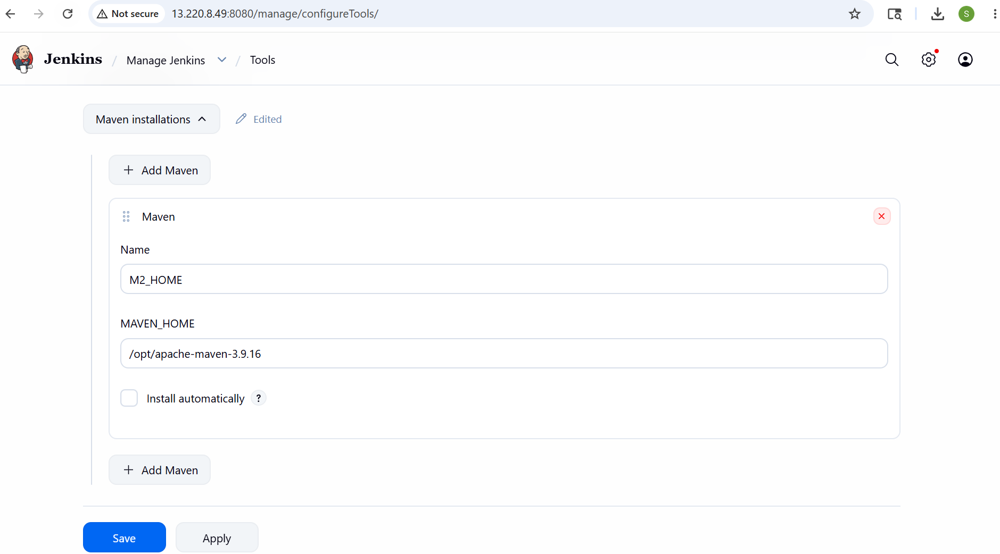 Not secure 13.220.8.49:8080/manage/configureTools/
S
Jenkins / Manage Jenkins / Tools
Maven installations Edited
+ Add Maven
Maven
Name
M2_HOME
MAVEN_HOME
/opt/apache-maven-3.9.16
Install automatically ?
+ Add Maven
Save Apply